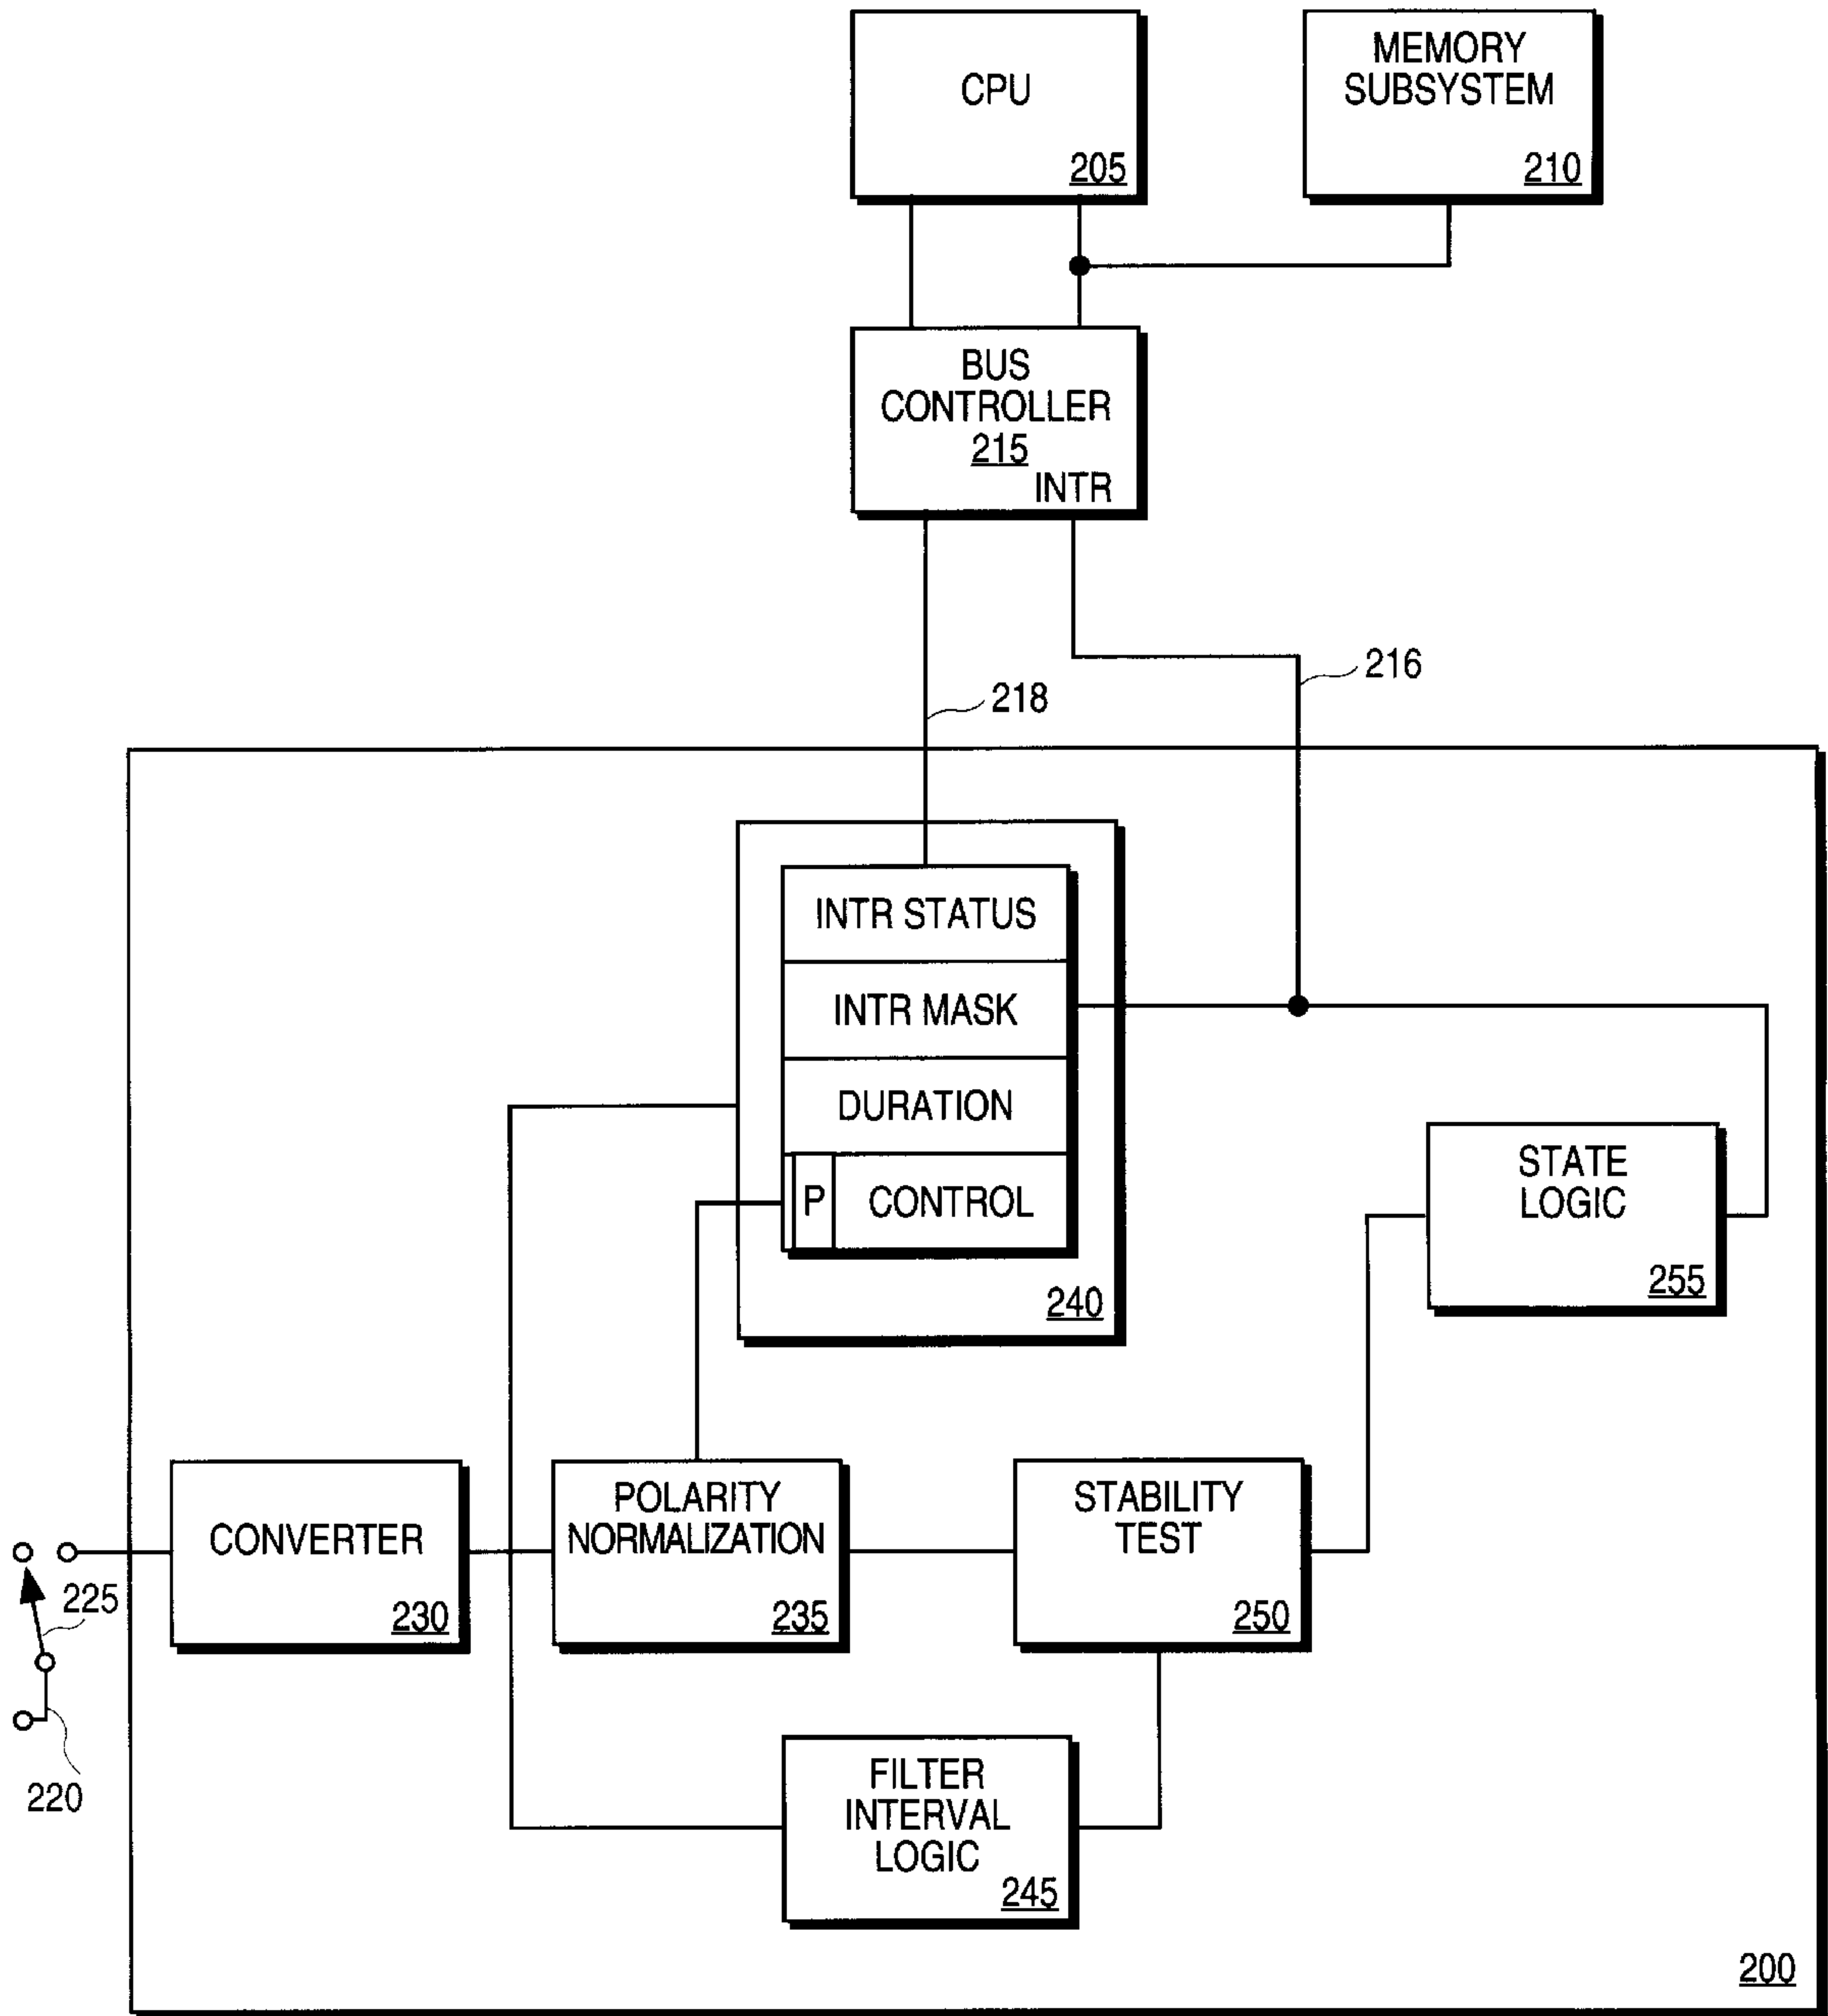 CPU
205
MEMORY
SUBSYSTEM
210
BUS
CONTROLLER
215
INTR
216
218
INTR STATUS
INTR MASK
DURATION
P CONTROL
240
STATE
LOGIC
255
CONVERTER
230
POLARITY
NORMALIZATION
235
STABILITY
TEST
250
225
220
FILTER
INTERVAL
LOGIC
245
200